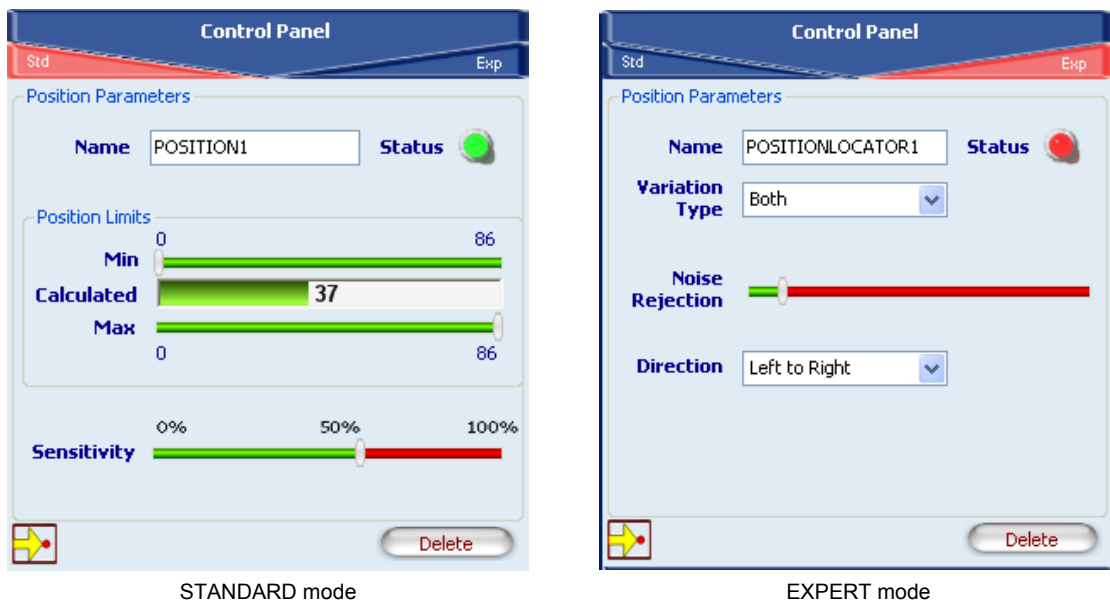 Control Panel
Std Exp
Position Parameters
Name POSITION1 Status
Position Limits
0 86
Min
Calculated 37
Max
0 86
0% 50% 100%
Sensitivity
Delete
STANDARD mode
Control Panel
Std Exp
Position Parameters
Name POSITIONLOCATOR1 Status
Variation
Type Both
Noise
Rejection
Direction Left to Right
Delete
EXPERT mode